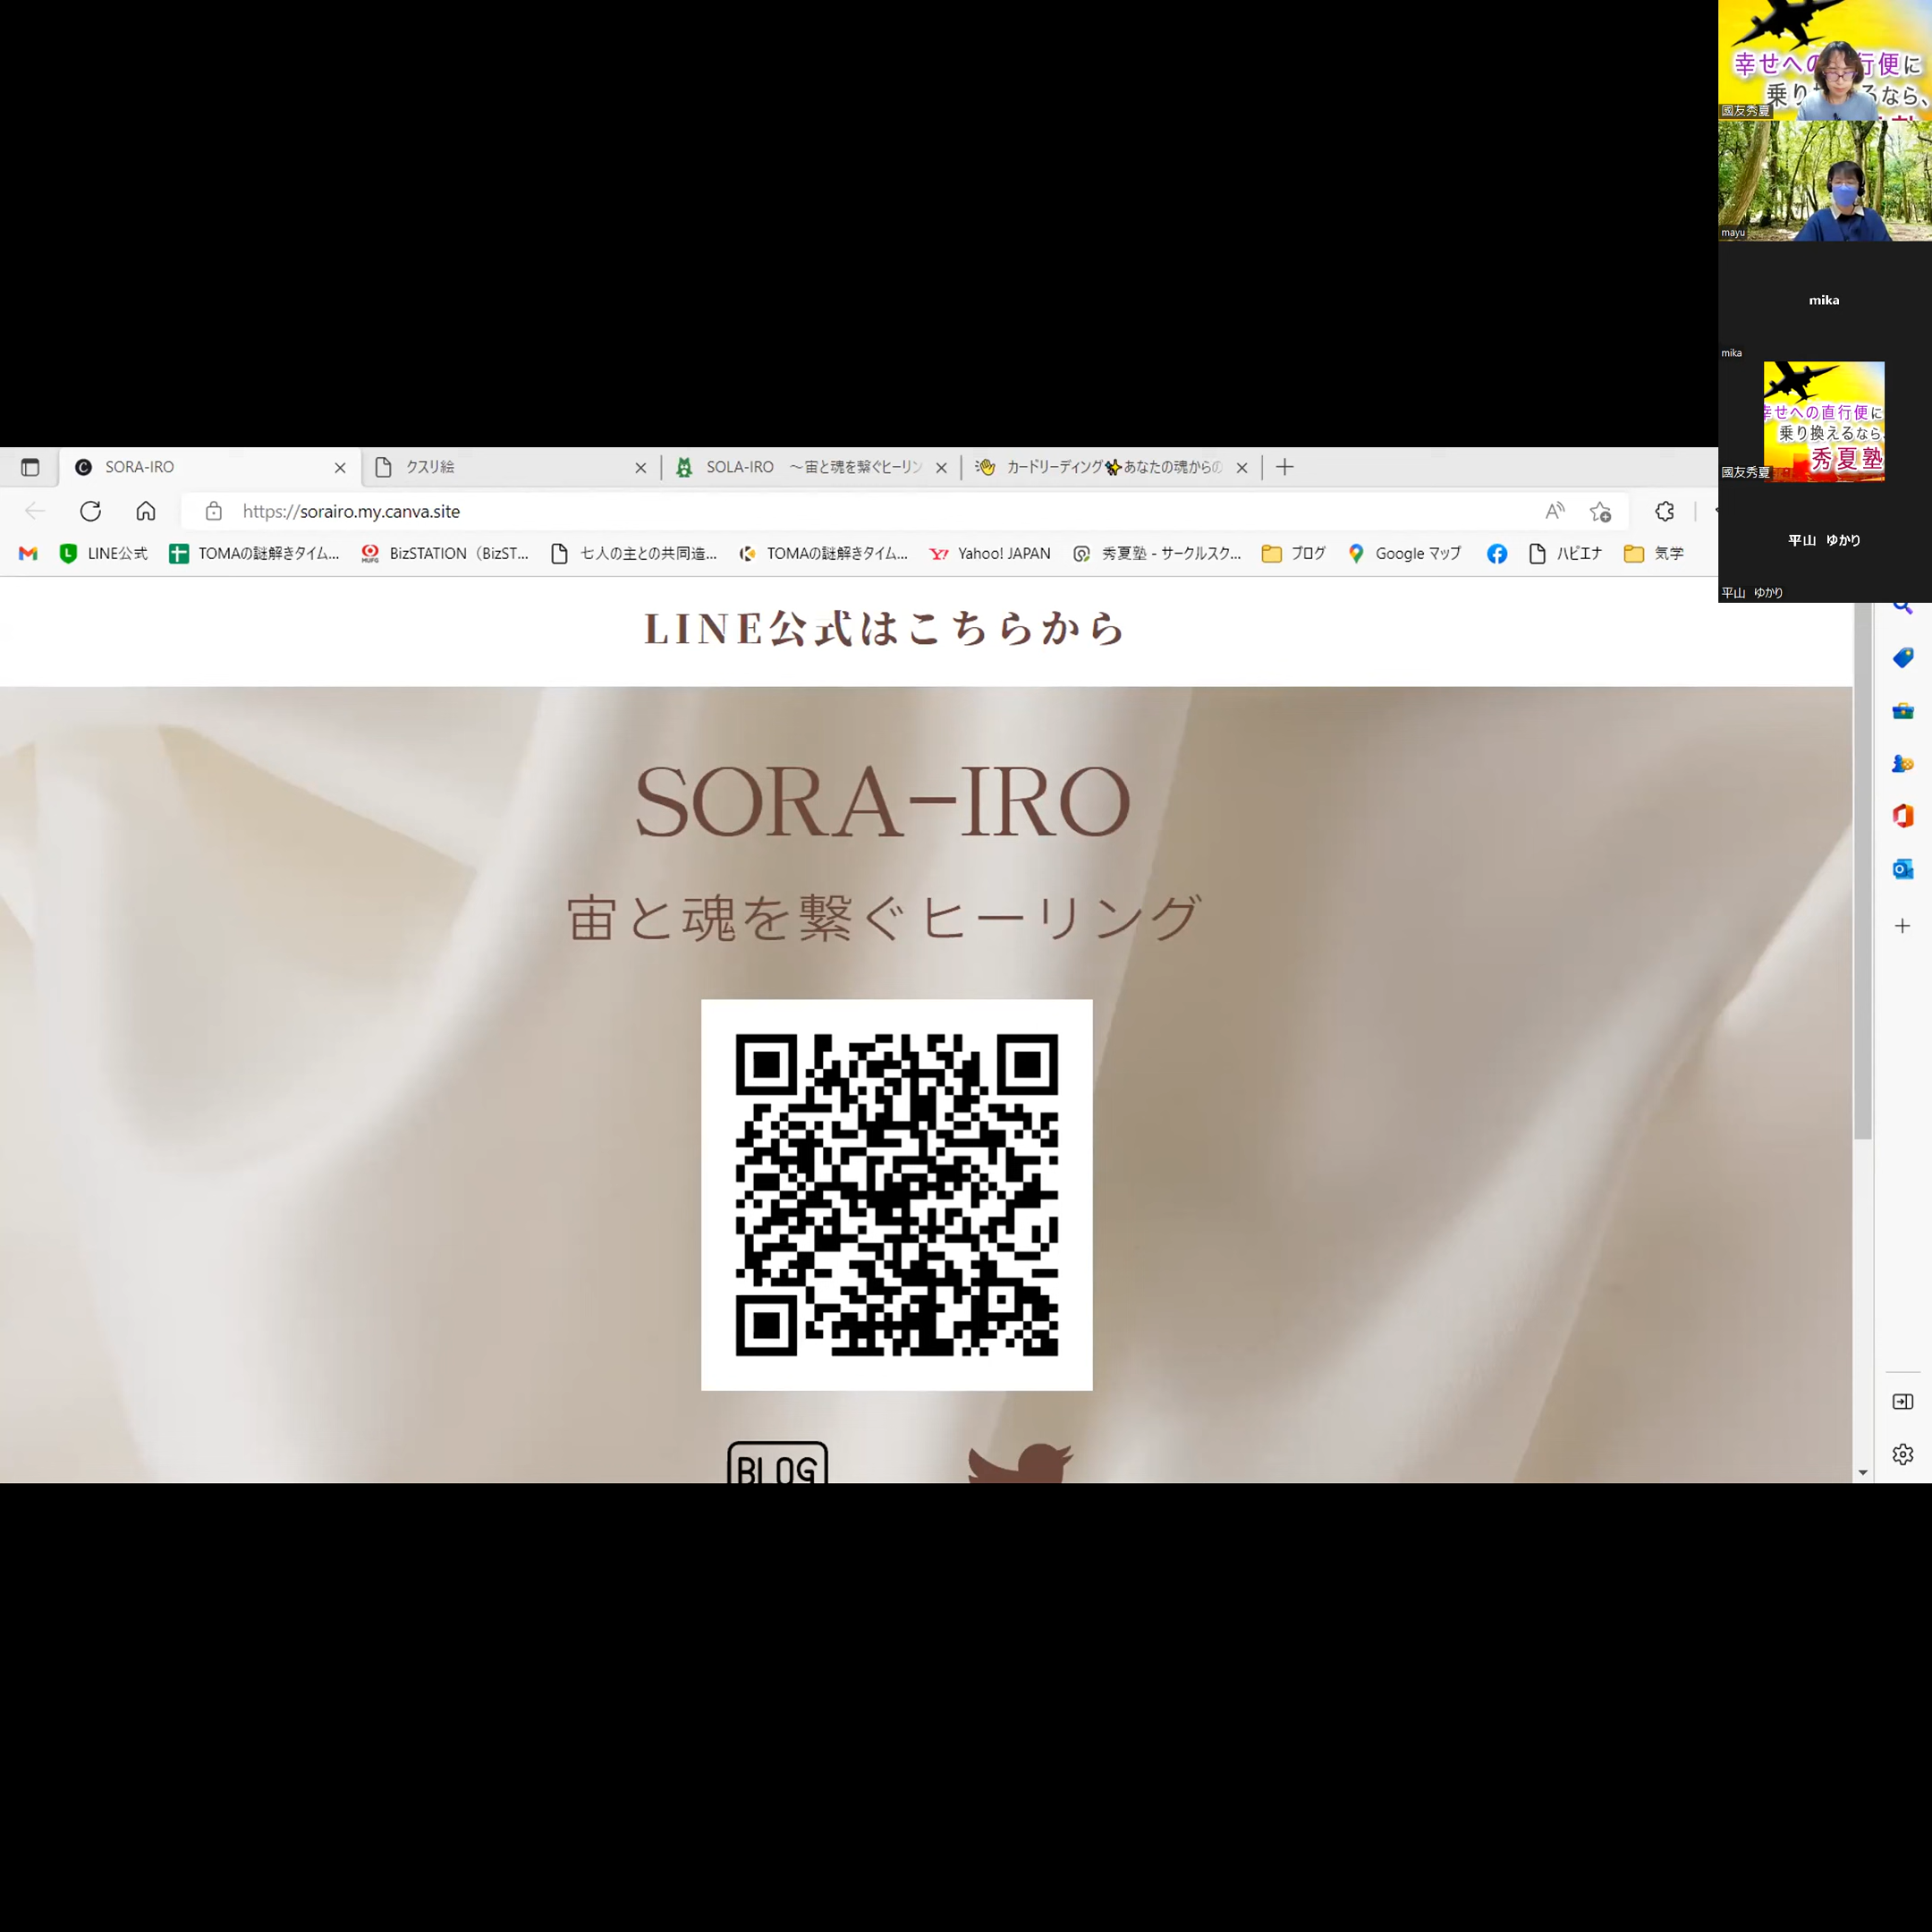 幸せへの直行便に
乗り るなら、
國友秀夏
mayu
mika
mika
幸せへの直行便に
乗り換えるなら、
秀夏塾
國友秀夏
平山 ゆかり
平山 ゆかり
SORA-IRO
クスリ絵
SOLA-IRO ～宙と魂を繋ぐヒーリン
カードリーディング✨あなたの魂からの
https://sorairo.my.canva.site
LINE公式
TOMAの謎解きタイム...
BizSTATION（BizST...
七人の主との共同造...
TOMAの謎解きタイム...
Yahoo! JAPAN
秀夏塾 - サークルスク...
ブログ
Google マップ
ハビエナ
気学
LINE公式はこちらから
SORA-IRO
宙と魂を繋ぐヒーリング
BLOG